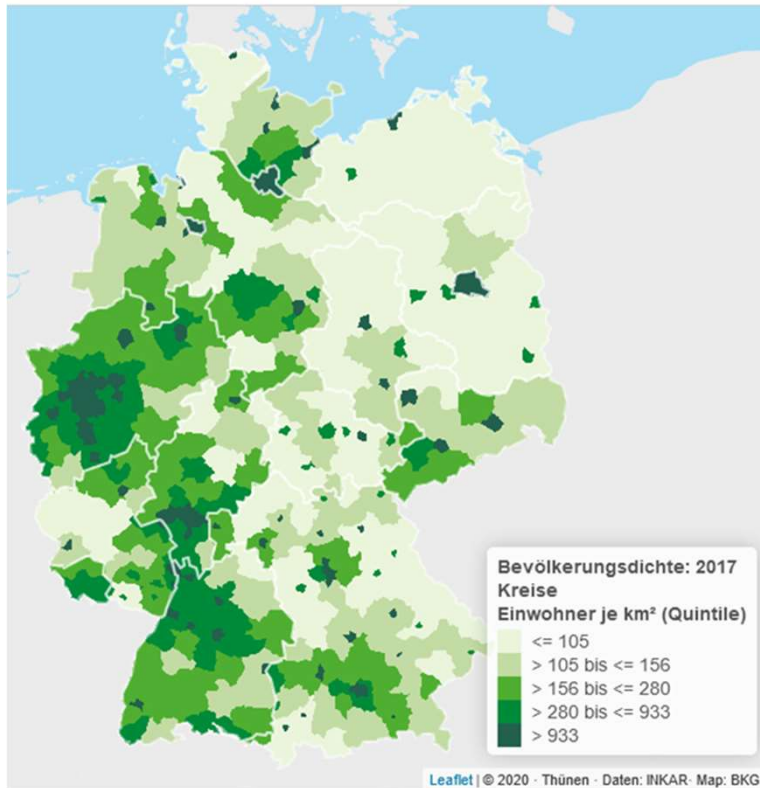 Bevölkerungsdichte: 2017
Kreise
Einwohner je km² (Quintile)
<= 105
> 105 bis <= 156
> 156 bis <= 280
> 280 bis <= 933
> 933
Leaflet | © 2020 · Thünen · Daten: INKAR· Map: BKG